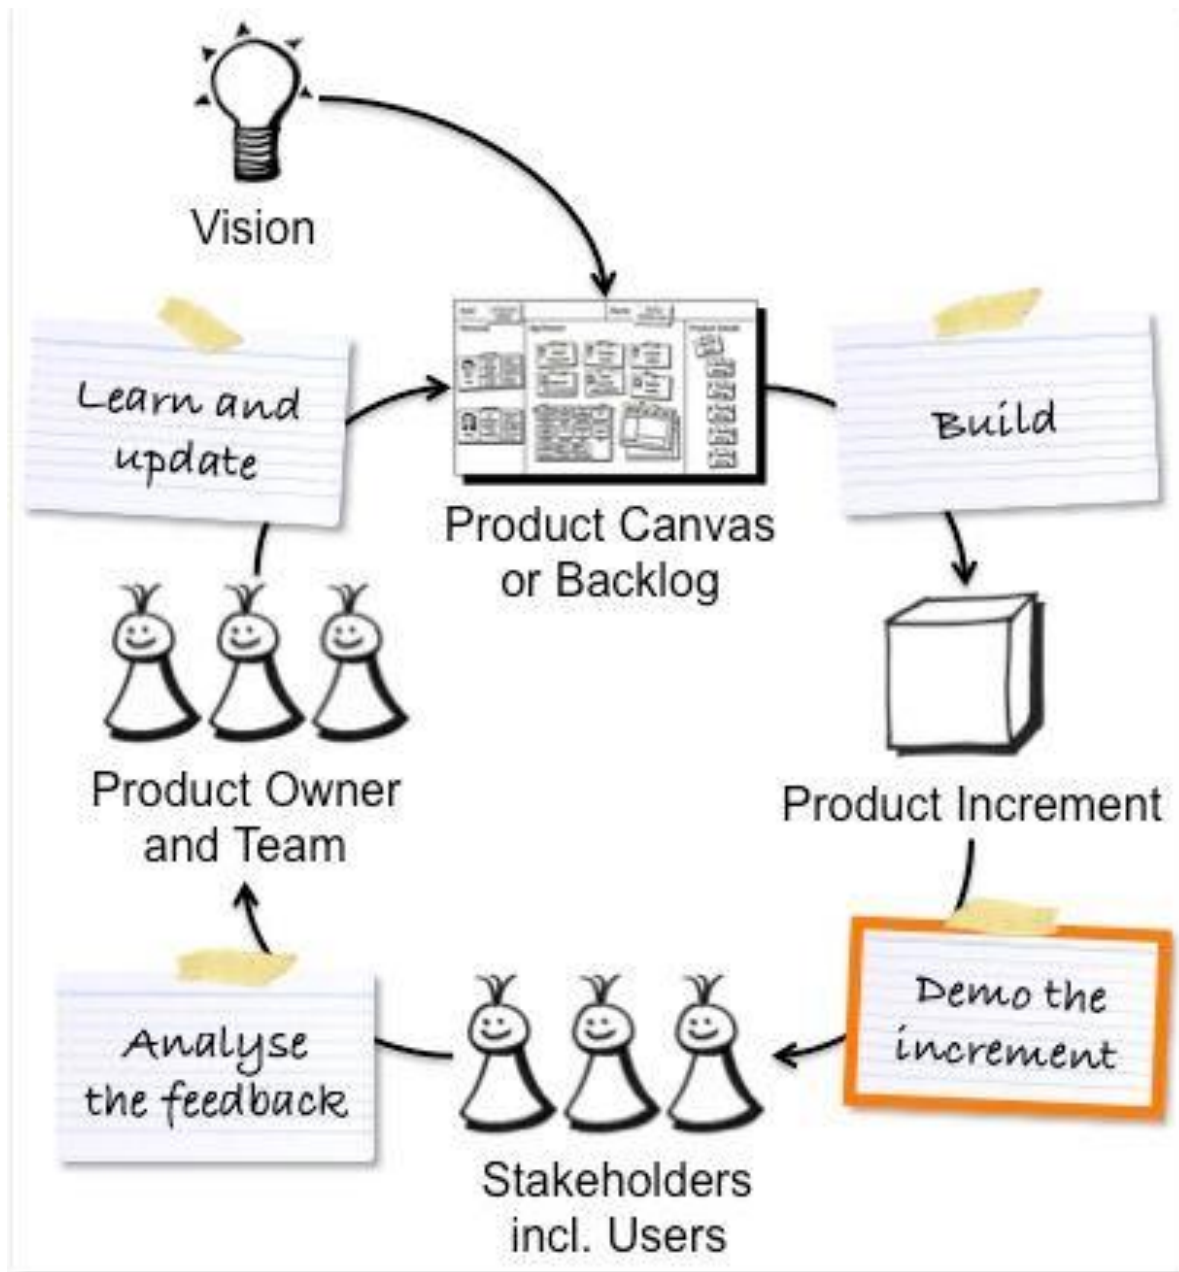 Vision
Learn and
update
Build
Product Canvas
or Backlog
Product Owner
and Team
Product Increment
Demo the
increment
Analyse
the feedback
Stakeholders
incl. Users